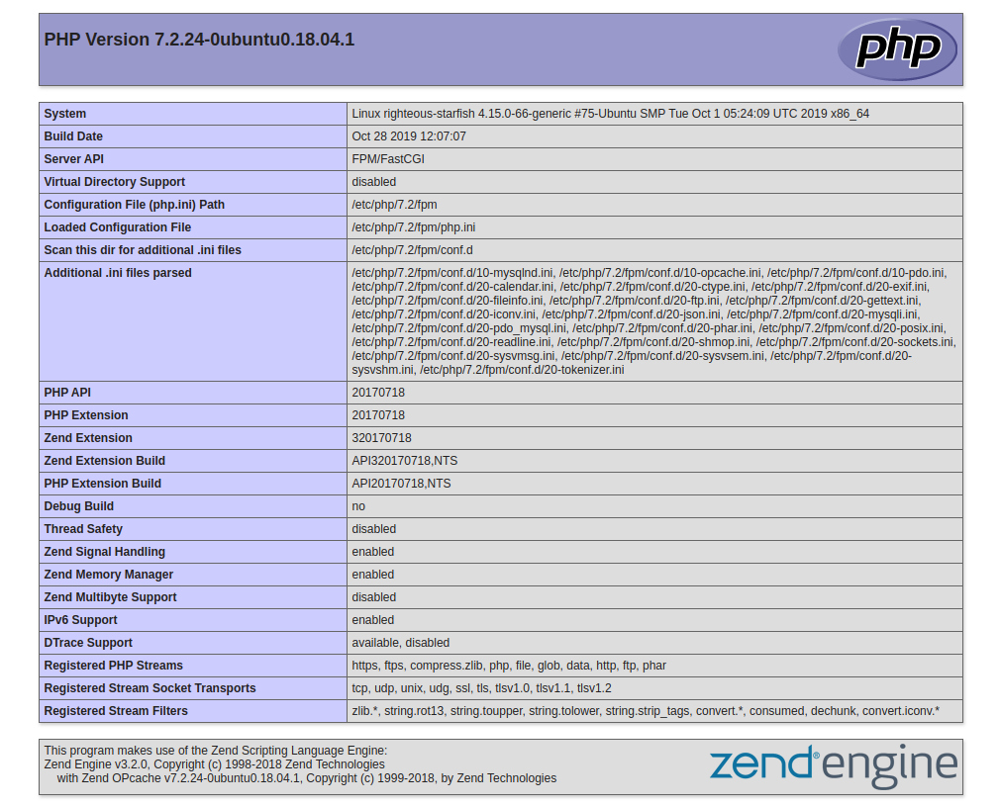 PHP Version 7.2.24-0ubuntu0.18.04.1
php
System Linux righteous-starfish 4.15.0-66-generic #75-Ubuntu SMP Tue Oct 1 05:24:09 UTC 2019 x86_64
Build Date Oct 28 2019 12:07:07
Server API FPM/FastCGI
Virtual Directory Support disabled
Configuration File (php.ini) Path /etc/php/7.2/fpm
Loaded Configuration File /etc/php/7.2/fpm/php.ini
Scan this dir for additional .ini files /etc/php/7.2/fpm/conf.d
Additional .ini files parsed /etc/php/7.2/fpm/conf.d/10-mysqlnd.ini, /etc/php/7.2/fpm/conf.d/10-opcache.ini, /etc/php/7.2/fpm/conf.d/10-pdo.ini,
/etc/php/7.2/fpm/conf.d/20-calendar.ini, /etc/php/7.2/fpm/conf.d/20-ctype.ini, /etc/php/7.2/fpm/conf.d/20-exif.ini,
/etc/php/7.2/fpm/conf.d/20-fileinfo.ini, /etc/php/7.2/fpm/conf.d/20-ftp.ini, /etc/php/7.2/fpm/conf.d/20-gettext.ini,
/etc/php/7.2/fpm/conf.d/20-iconv.ini, /etc/php/7.2/fpm/conf.d/20-json.ini, /etc/php/7.2/fpm/conf.d/20-mysqli.ini,
/etc/php/7.2/fpm/conf.d/20-pdo_mysql.ini, /etc/php/7.2/fpm/conf.d/20-phar.ini, /etc/php/7.2/fpm/conf.d/20-posix.ini,
/etc/php/7.2/fpm/conf.d/20-readline.ini, /etc/php/7.2/fpm/conf.d/20-shmop.ini, /etc/php/7.2/fpm/conf.d/20-sockets.ini,
/etc/php/7.2/fpm/conf.d/20-sysvmsg.ini, /etc/php/7.2/fpm/conf.d/20-sysvsem.ini, /etc/php/7.2/fpm/conf.d/20-
sysvshm.ini, /etc/php/7.2/fpm/conf.d/20-tokenizer.ini
PHP API 20170718
PHP Extension 20170718
Zend Extension 320170718
Zend Extension Build API320170718,NTS
PHP Extension Build API20170718,NTS
Debug Build no
Thread Safety disabled
Zend Signal Handling enabled
Zend Memory Manager enabled
Zend Multibyte Support disabled
IPv6 Support enabled
DTrace Support available, disabled
Registered PHP Streams https, ftps, compress.zlib, php, file, glob, data, http, ftp, phar
Registered Stream Socket Transports tcp, udp, unix, udg, ssl, tls, tlsv1.0, tlsv1.1, tlsv1.2
Registered Stream Filters zlib.*, string.rot13, string.toupper, string.tolower, string.strip_tags, convert.*, consumed, dechunk, convert.iconv.*
This program makes use of the Zend Scripting Language Engine:
Zend Engine v3.2.0, Copyright (c) 1998-2018 Zend Technologies
with Zend OPcache v7.2.24-0ubuntu0.18.04.1, Copyright (c) 1999-2018, by Zend Technologies
zend®engine